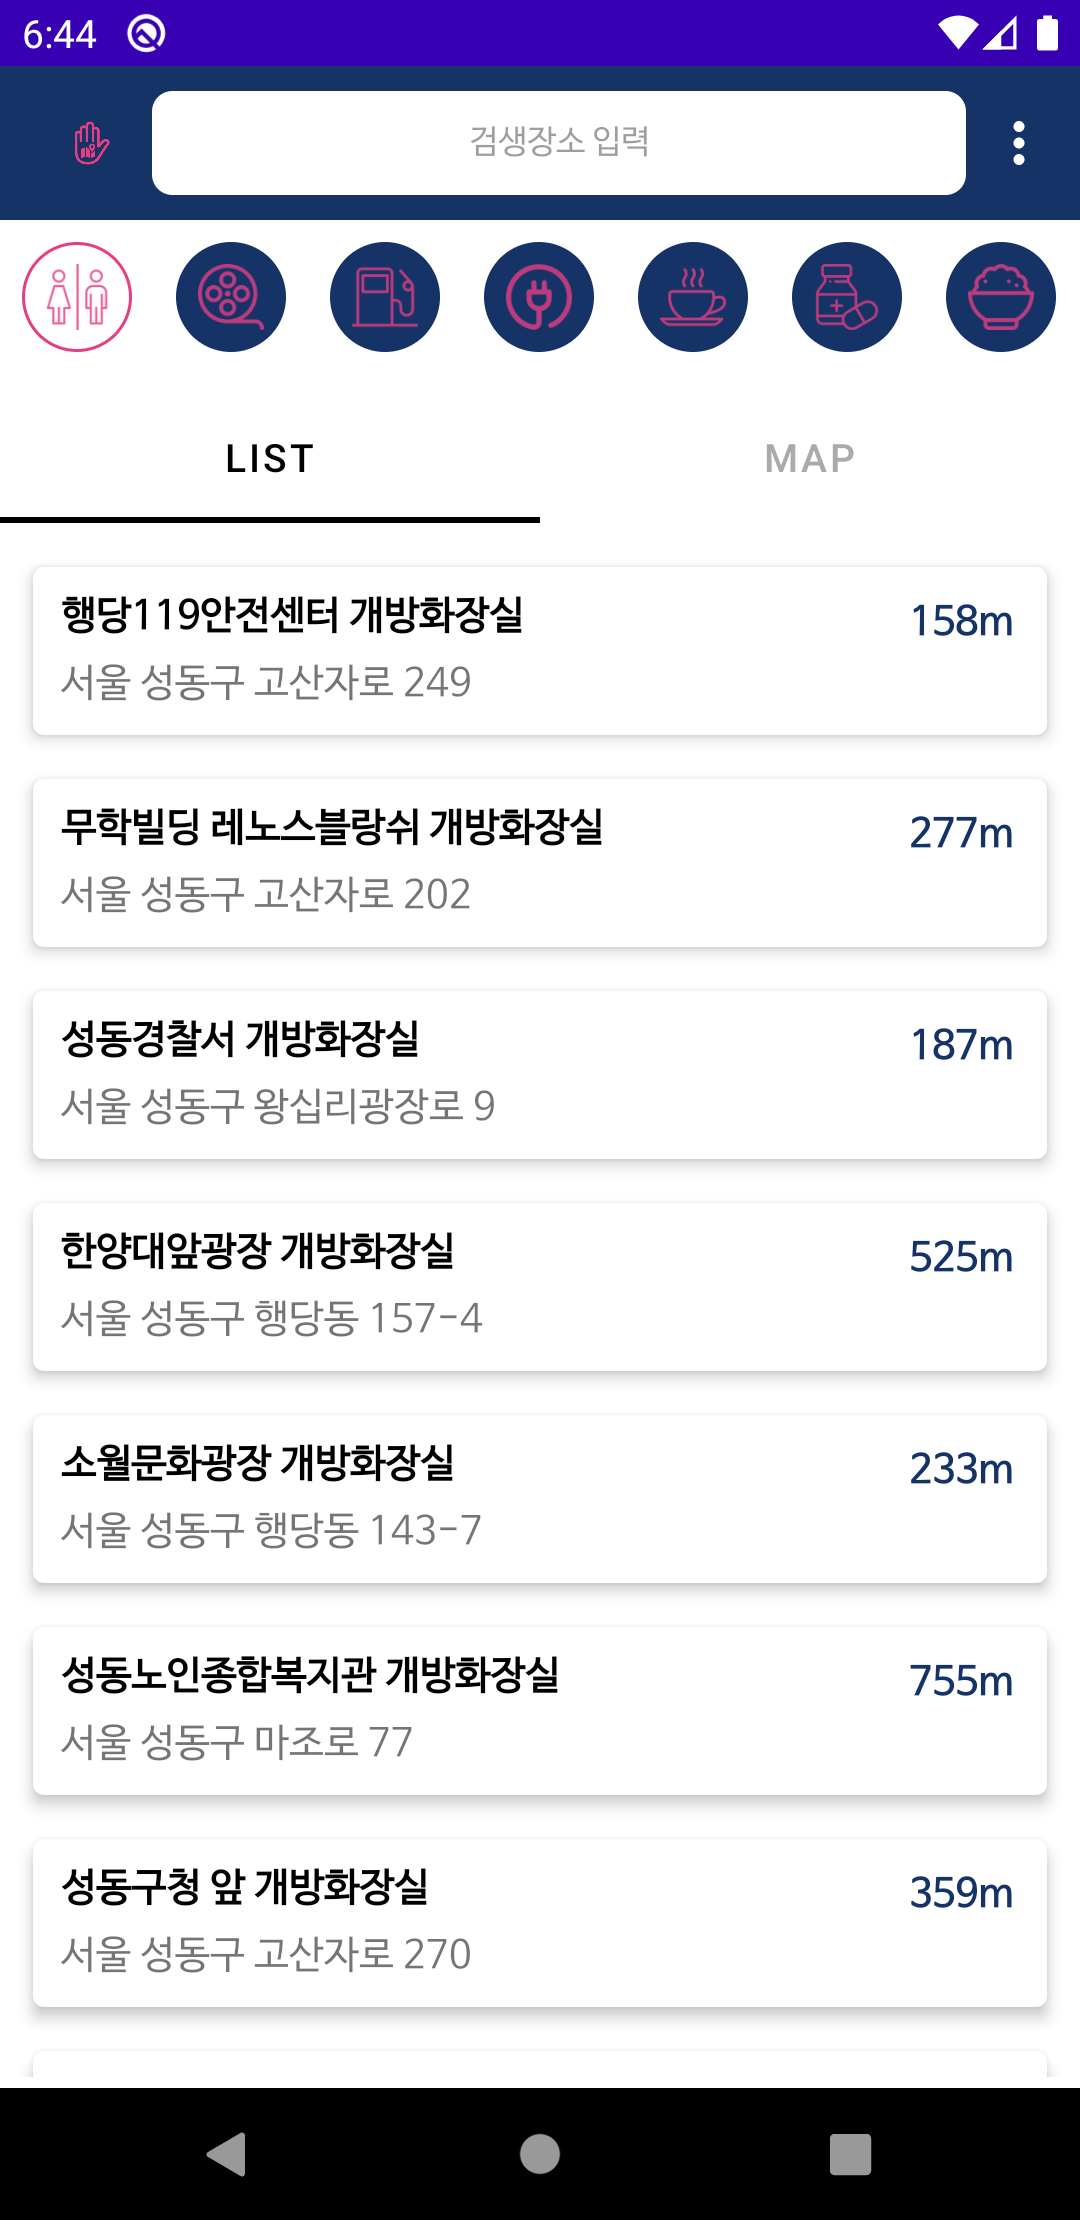 6:44
검생장소 입력
LIST
MAP
행당119안전센터 개방화장실
158m
서울 성동구 고산자로 249
무학빌딩 레노스블랑쉬 개방화장실
277m
서울 성동구 고산자로 202
성동경찰서 개방화장실
187m
서울 성동구 왕십리광장로 9
한양대앞광장 개방화장실
525m
서울 성동구 행당동 157-4
소월문화광장 개방화장실
233m
서울 성동구 행당동 143-7
성동노인종합복지관 개방화장실
755m
서울 성동구 마조로 77
성동구청 앞 개방화장실
359m
서울 성동구 고산자로 270